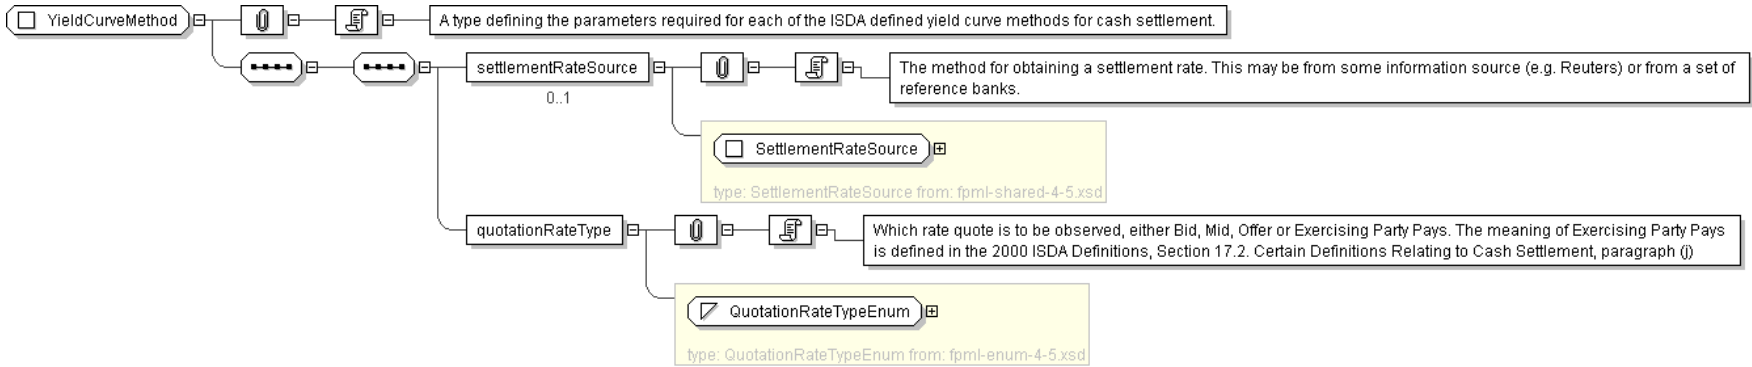 YieldCurveMethod
A type defining the parameters required for each of the ISDA defined yield curve methods for cash settlement.
settlementRateSource
0..1
The method for obtaining a settlement rate. This may be from some information source (e.g. Reuters) or from a set of
reference banks.
SettlementRateSource
type: SettlementRateSource from: fpml-shared-4-5.xsd
quotationRateType
Which rate quote is to be observed, either Bid, Mid, Offer or Exercising Party Pays. The meaning of Exercising Party Pays
is defined in the 2000 ISDA Definitions, Section 17.2. Certain Definitions Relating to Cash Settlement, paragraph (j)
QuotationRateTypeEnum
type: QuotationRateTypeEnum from: fpml-enum-4-5.xsd